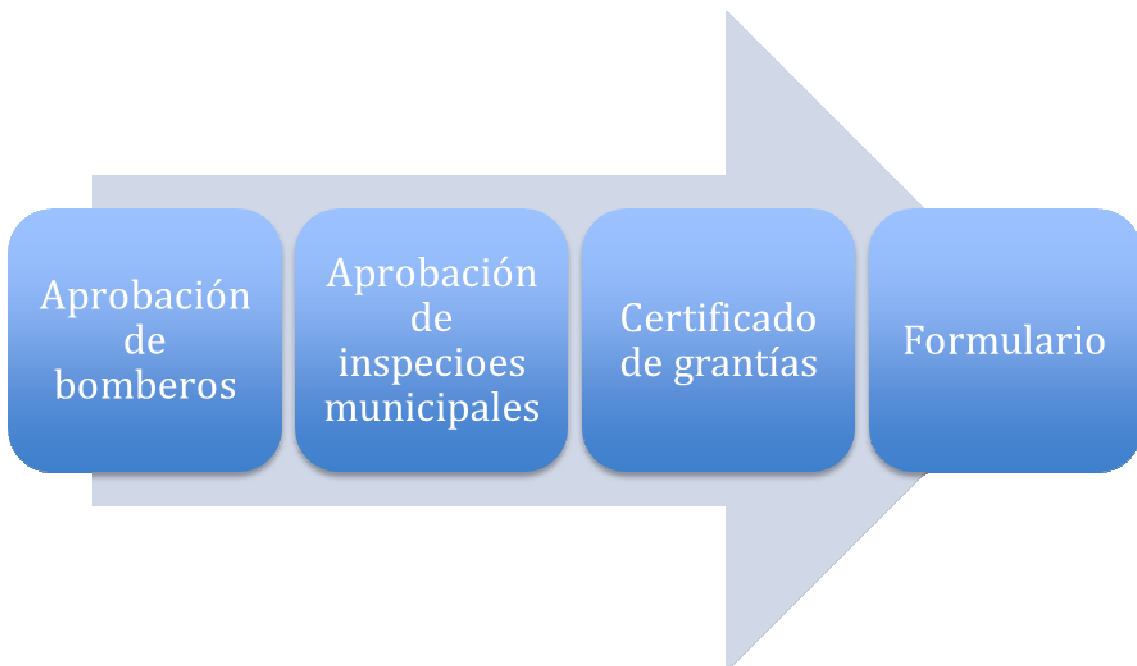 Aprobación
de
bomberos
Aprobación
de
inspecioes
municipales
Certificado
de grantías
Formulario